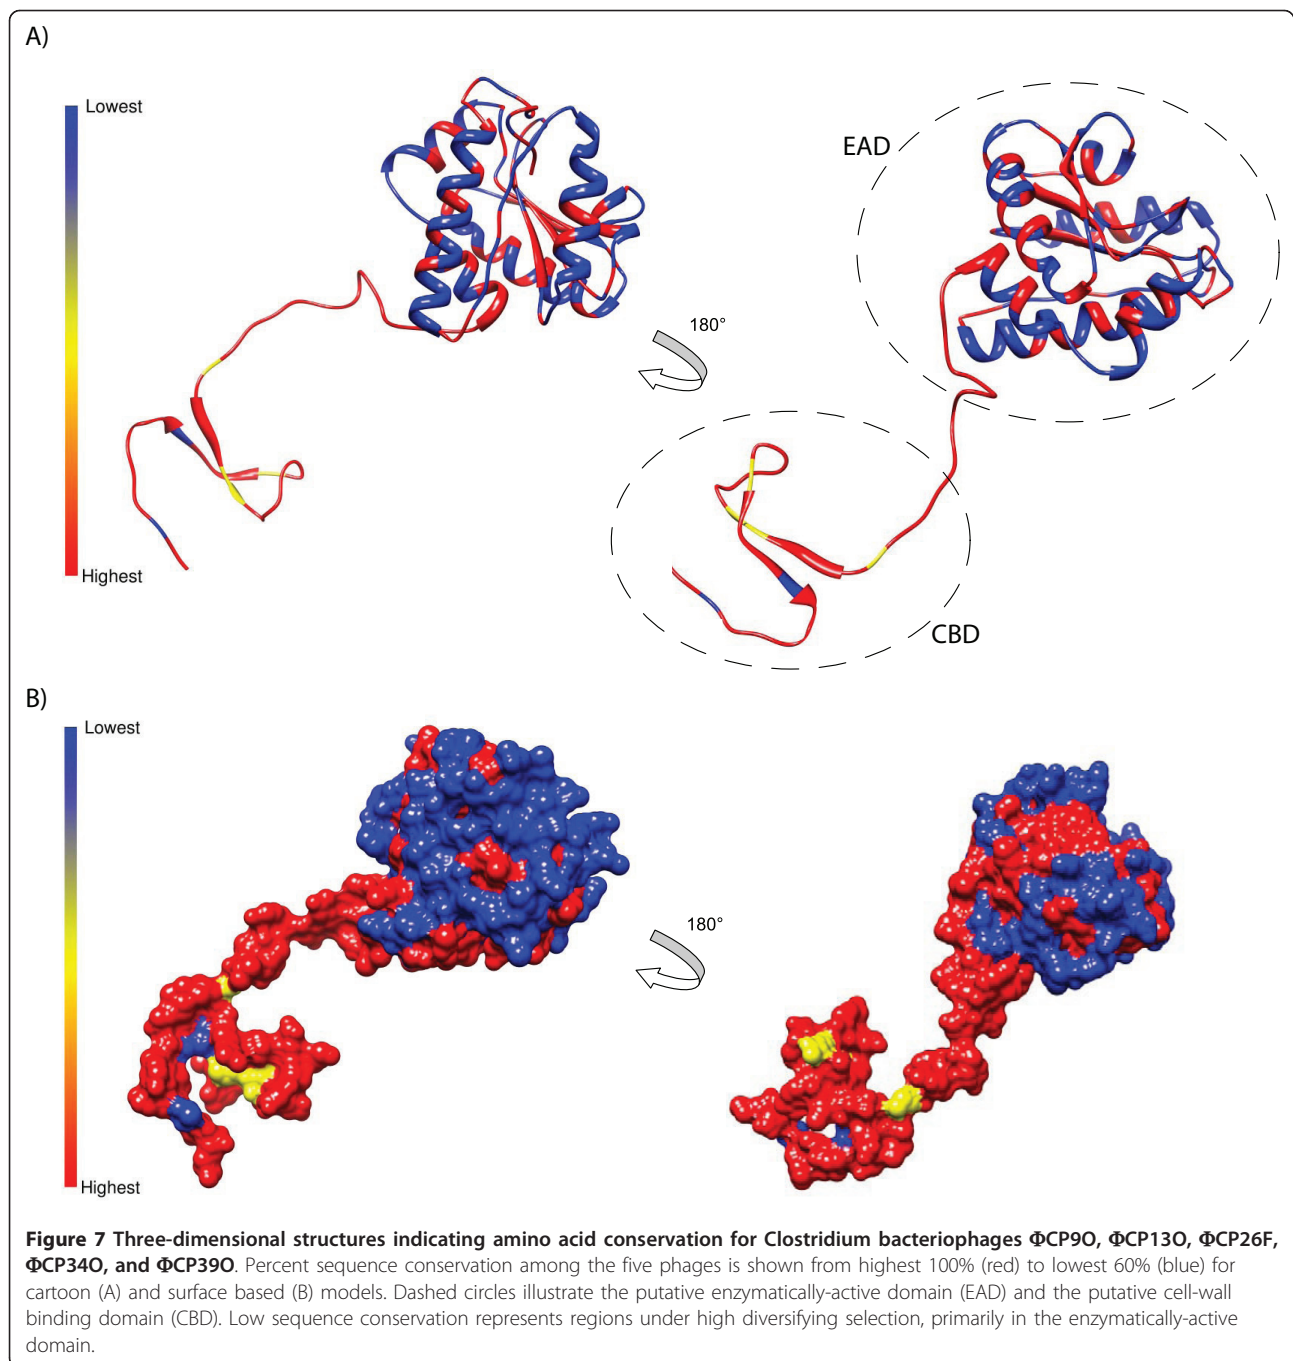 A)
Lowest
EAD
180°
Highest
CBD
B)
Lowest
180°
Highest
Figure 7 Three-dimensional structures indicating amino acid conservation for Clostridium bacteriophages ΦCP9O, ΦCP13O, ΦCP26F,
ΦCP34O, and ΦCP39O. Percent sequence conservation among the five phages is shown from highest 100% (red) to lowest 60% (blue) for
cartoon (A) and surface based (B) models. Dashed circles illustrate the putative enzymatically-active domain (EAD) and the putative cell-wall
binding domain (CBD). Low sequence conservation represents regions under high diversifying selection, primarily in the enzymatically-active
domain.